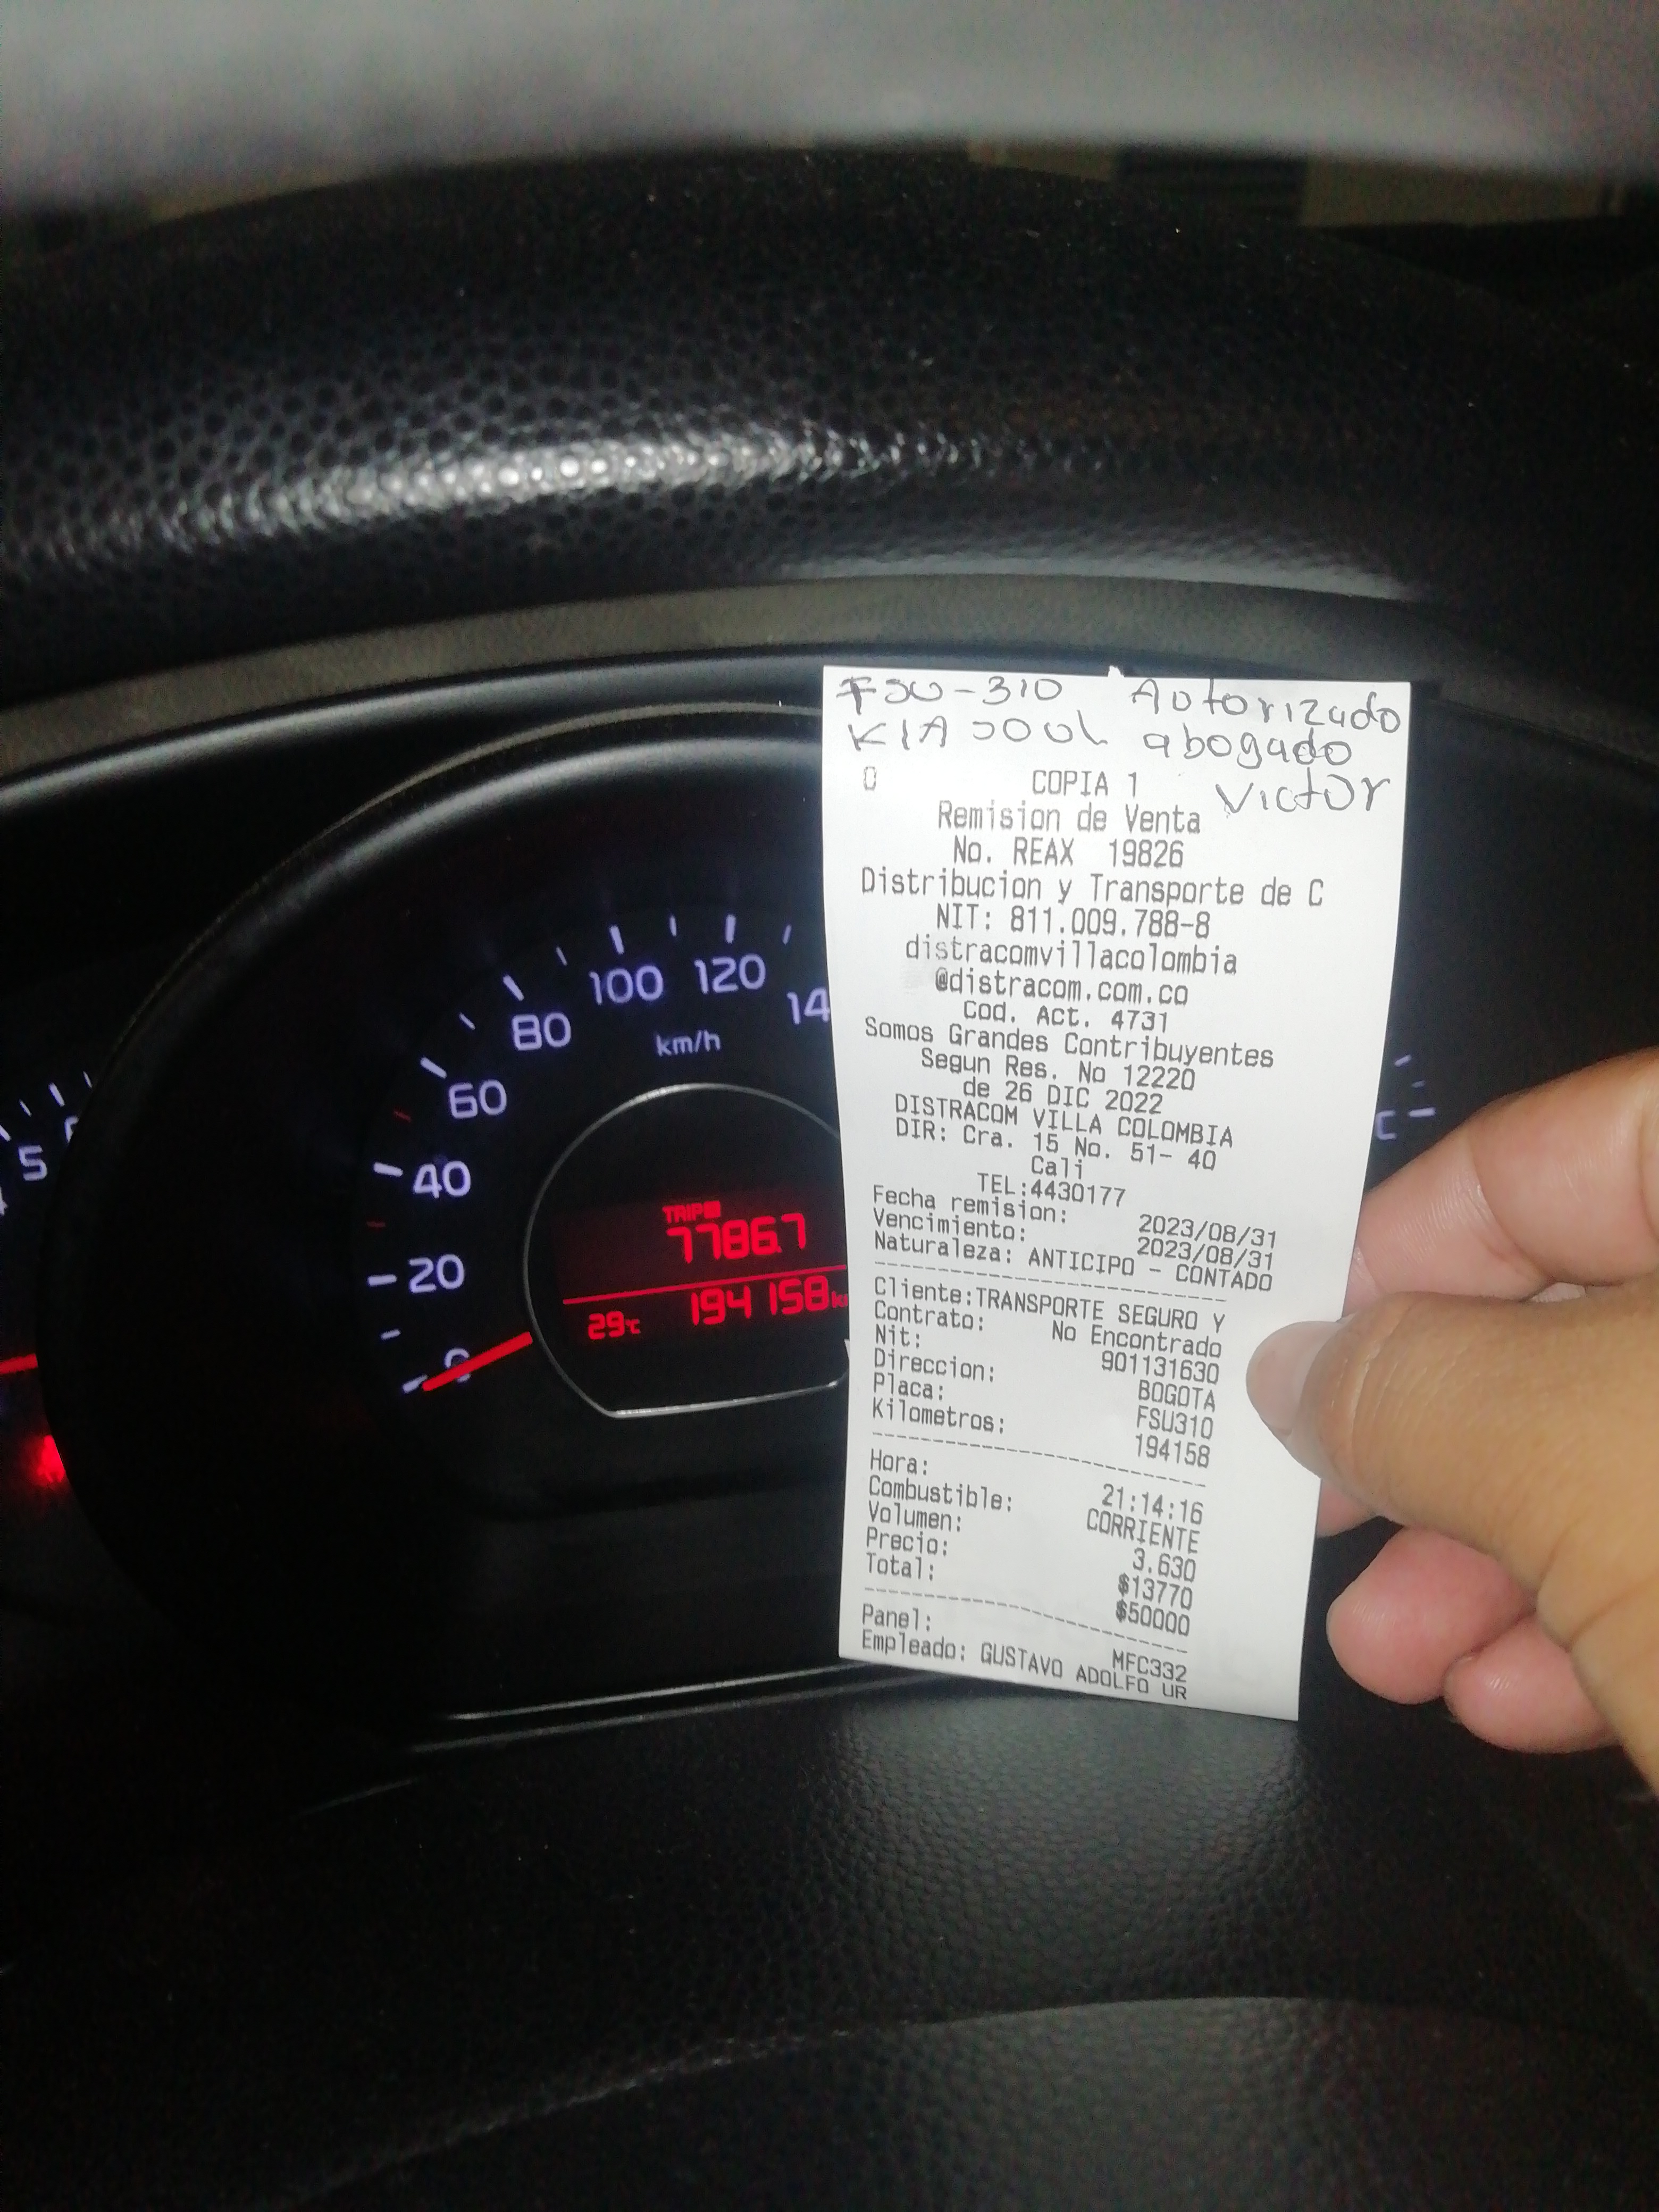 FSU-310 Autorizado
KIA SOUL abogado
Victor
0 COPIA 1
Remision de Venta
No. REAX 19826
Distribucion y Transporte de C
NIT: 811.009.788-8
distracomvillacolombia
@distracom.com.co
Cod. Act. 4731
Somos Grandes Contribuyentes
Segun Res. No 12220
de 26 DIC 2022
DISTRACOM VILLA COLOMBIA
DIR: Cra. 15 No. 51- 40
Cali
TEL:4430177
Fecha remision: 2023/08/31
Vencimiento: 2023/08/31
Naturaleza: ANTICIPO - CONTADO
Cliente:TRANSPORTE SEGURO Y
Contrato: No Encontrado
Nit: 901131630
Direccion: BOGOTA
Placa: FSU310
Kilometros: 194158
Hora: 21:14:16
Combustible: CORRIENTE
Volumen: 3.630
Precio: $13770
Total: $50000
Panel: MFC332
Empleado: GUSTAVO ADOLFO UR
5
0
20
40
60
80
100
120
14
km/h
TRIP
7786.7
29°C 194158
C